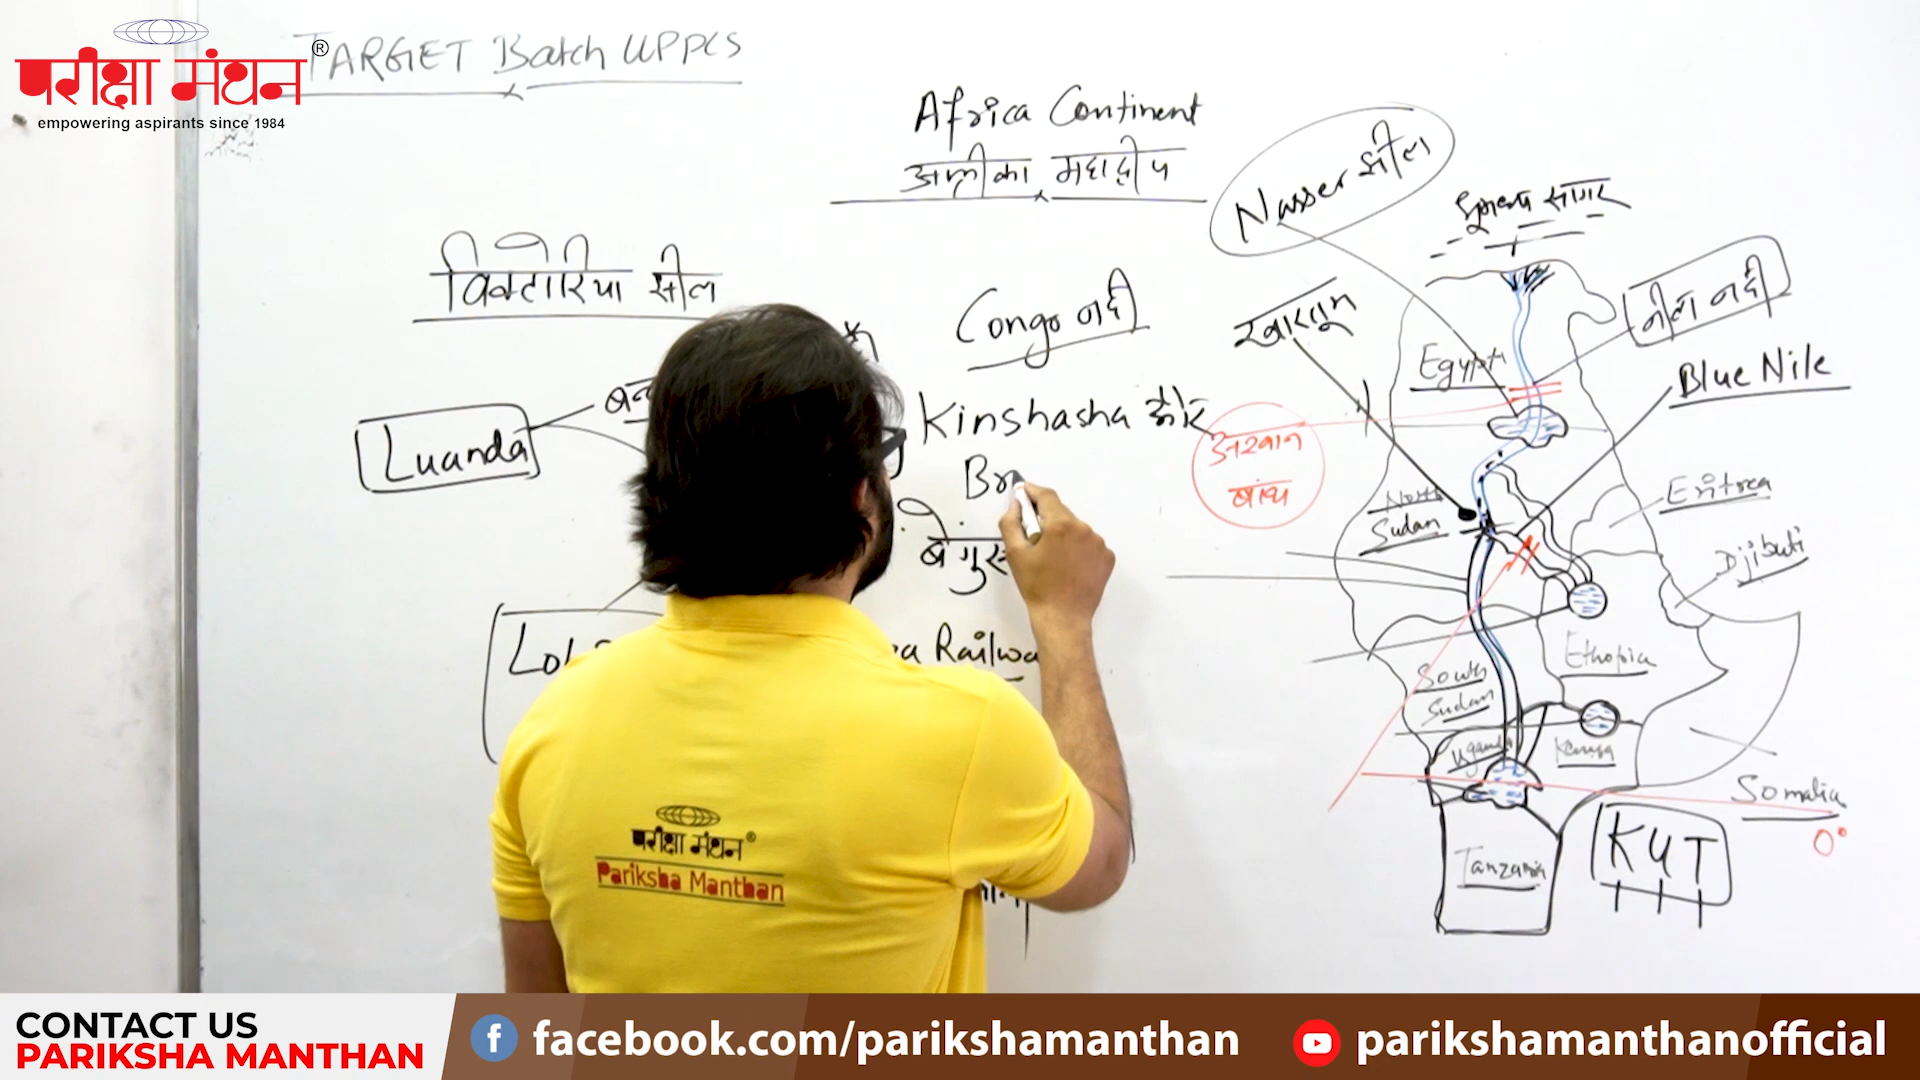 परीक्षा मंथन®
empowering aspirants since 1984
TARGET Batch UPPCS
Africa Continent
अफ्रीका महाद्वीप
विक्टोरिया झील
Luanda
Congo नदी
Kinshasha और
Br
Railwa
Nasser झील
भूमध्य सागर
खारतूम
नील नदी
Egypt
Blue Nile
असवान
बांध
North
Sudan
Eritrea
Djibuti
Ethopia
South
Sudan
Uganda
Kenya
Somalia
0°
KUT
Tanzania
परीक्षा मंथन®
Pariksha Manthan
CONTACT US
PARIKSHA MANTHAN
facebook.com/parikshamanthan
parikshamanthanofficial